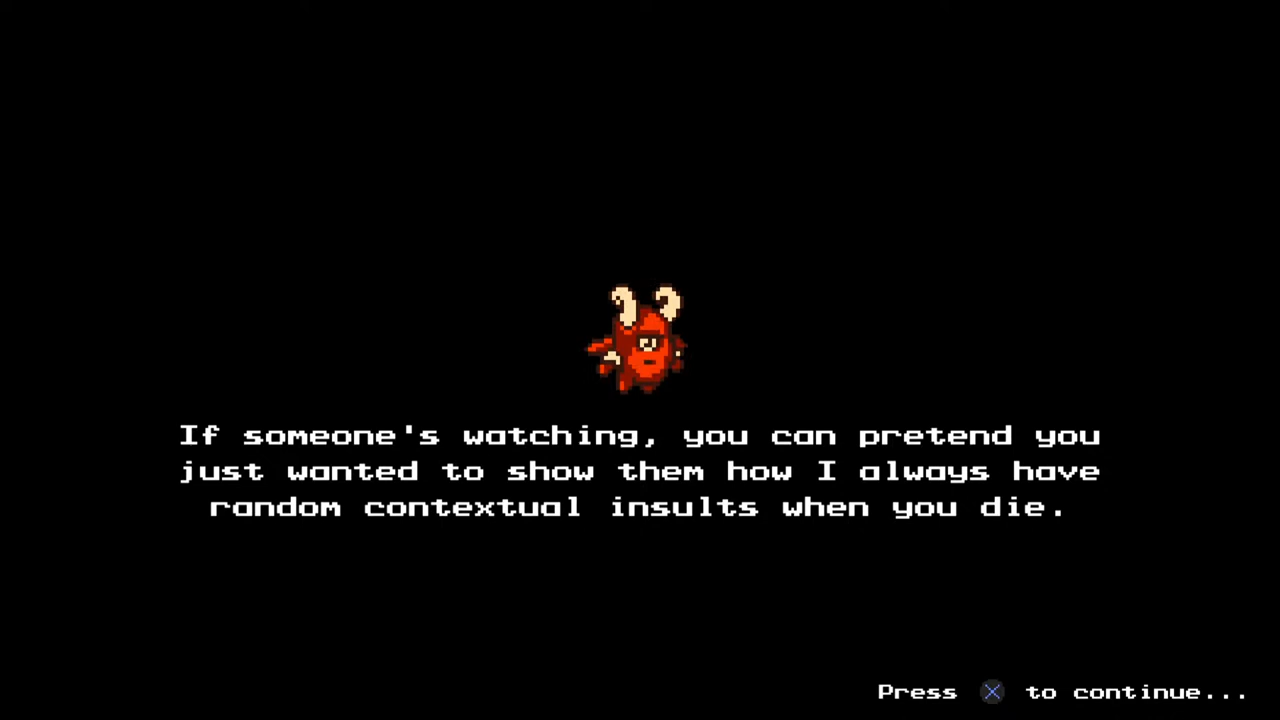 If someone's watching, you can pretend you
just wanted to show them how I always have
random contextual insults when you die.
Press X to continue...